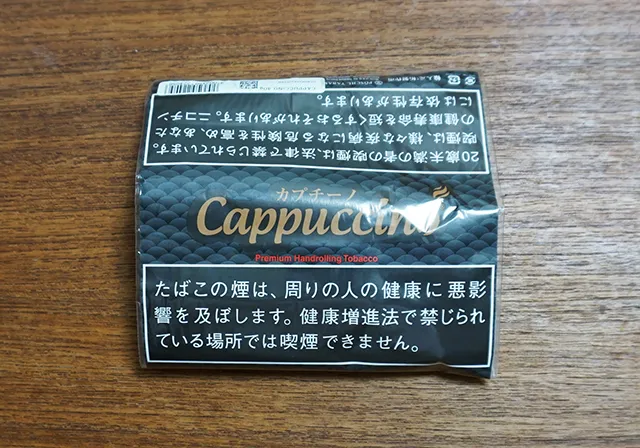 20歳未満の者の喫煙は、法律で禁じられています。
喫煙は、様々な疾病になる危険性を高め、あなた
の健康寿命を短くするおそれがあります。ニコチン
には依存性があります。
カプチーノ
Cappuccino
Premium Handrolling Tobacco
たばこの煙は、周りの人の健康に悪影
響を及ぼします。健康増進法で禁じられ
ている場所では喫煙できません。